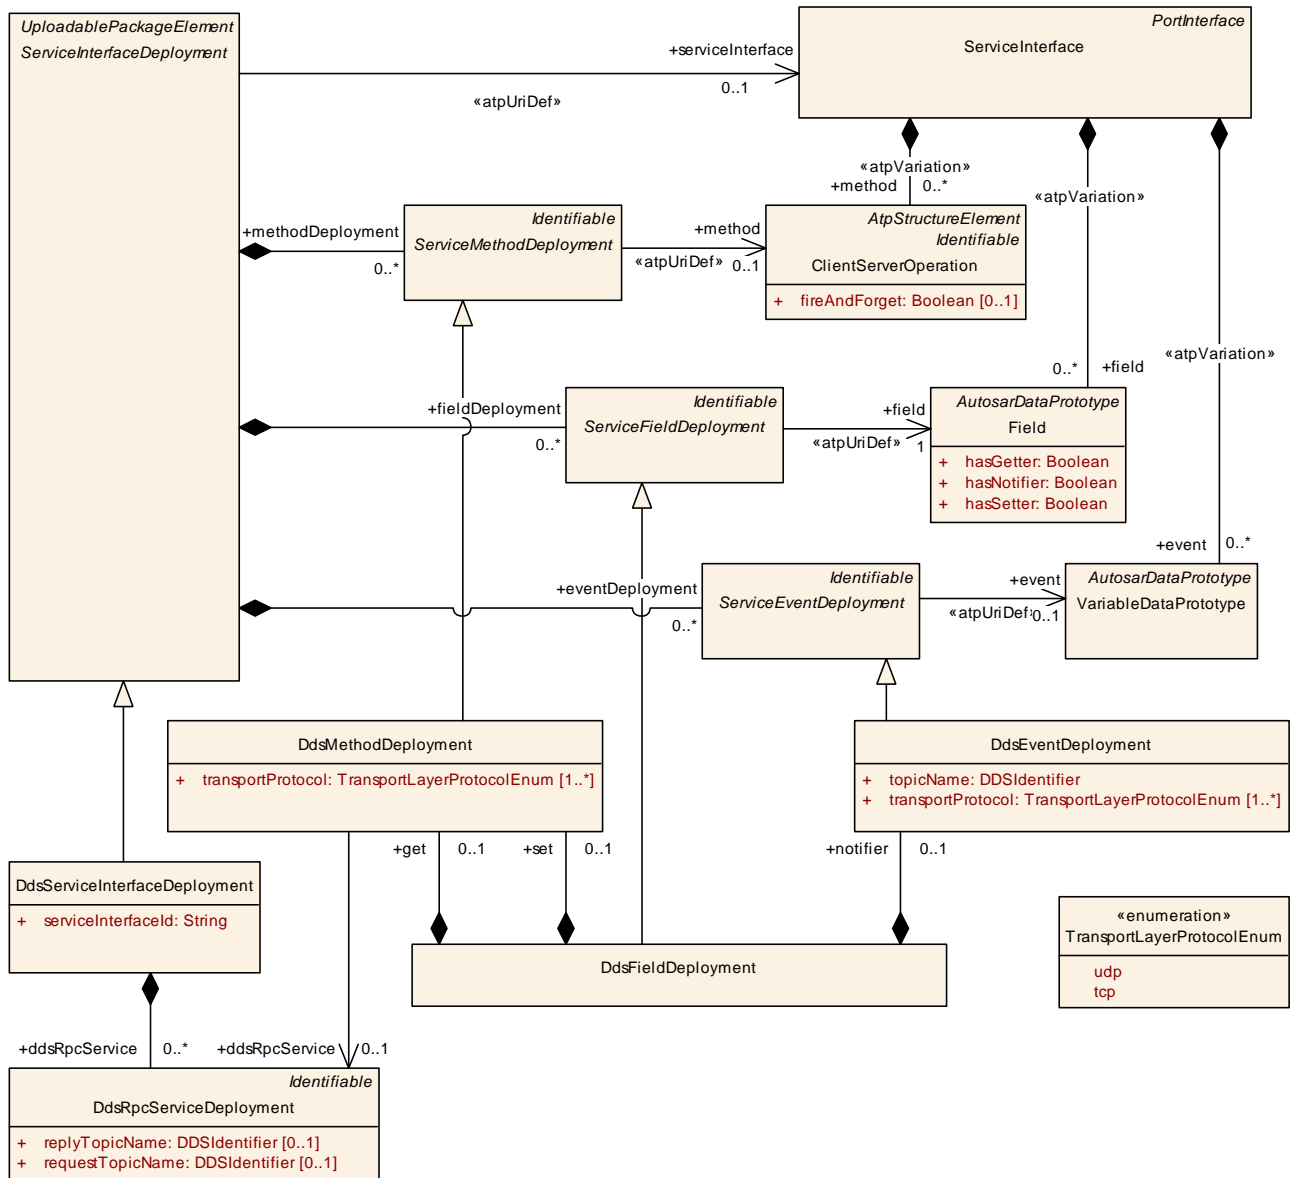 UploadablePackageElement
ServiceInterfaceDeployment
PortInterface
ServiceInterface
+serviceInterface
0..1
«atpUriDef»
«atpVariation»
+method 0..*
«atpVariation»
+methodDeployment
0..*
Identifiable
ServiceMethodDeployment
+method
«atpUriDef» 0..1
AtpStructureElement
Identifiable
ClientServerOperation
+ fireAndForget: Boolean [0..1]
«atpVariation»
0..* +field
+fieldDeployment
0..*
Identifiable
ServiceFieldDeployment
+field
«atpUriDef» 1
AutosarDataPrototype
Field
+ hasGetter: Boolean
+ hasNotifier: Boolean
+ hasSetter: Boolean
+event 0..*
+eventDeployment
0..*
Identifiable
ServiceEventDeployment
+event
«atpUriDef» 0..1
AutosarDataPrototype
VariableDataPrototype
DdsMethodDeployment
+ transportProtocol: TransportLayerProtocolEnum [1..*]
DdsEventDeployment
+ topicName: DDSIdentifier
+ transportProtocol: TransportLayerProtocolEnum [1..*]
+get 0..1
+set 0..1
+notifier 0..1
DdsServiceInterfaceDeployment
+ serviceInterfaceId: String
DdsFieldDeployment
«enumeration»
TransportLayerProtocolEnum
udp
tcp
+ddsRpcService 0..*
+ddsRpcService 0..1
Identifiable
DdsRpcServiceDeployment
+ replyTopicName: DDSIdentifier [0..1]
+ requestTopicName: DDSIdentifier [0..1]